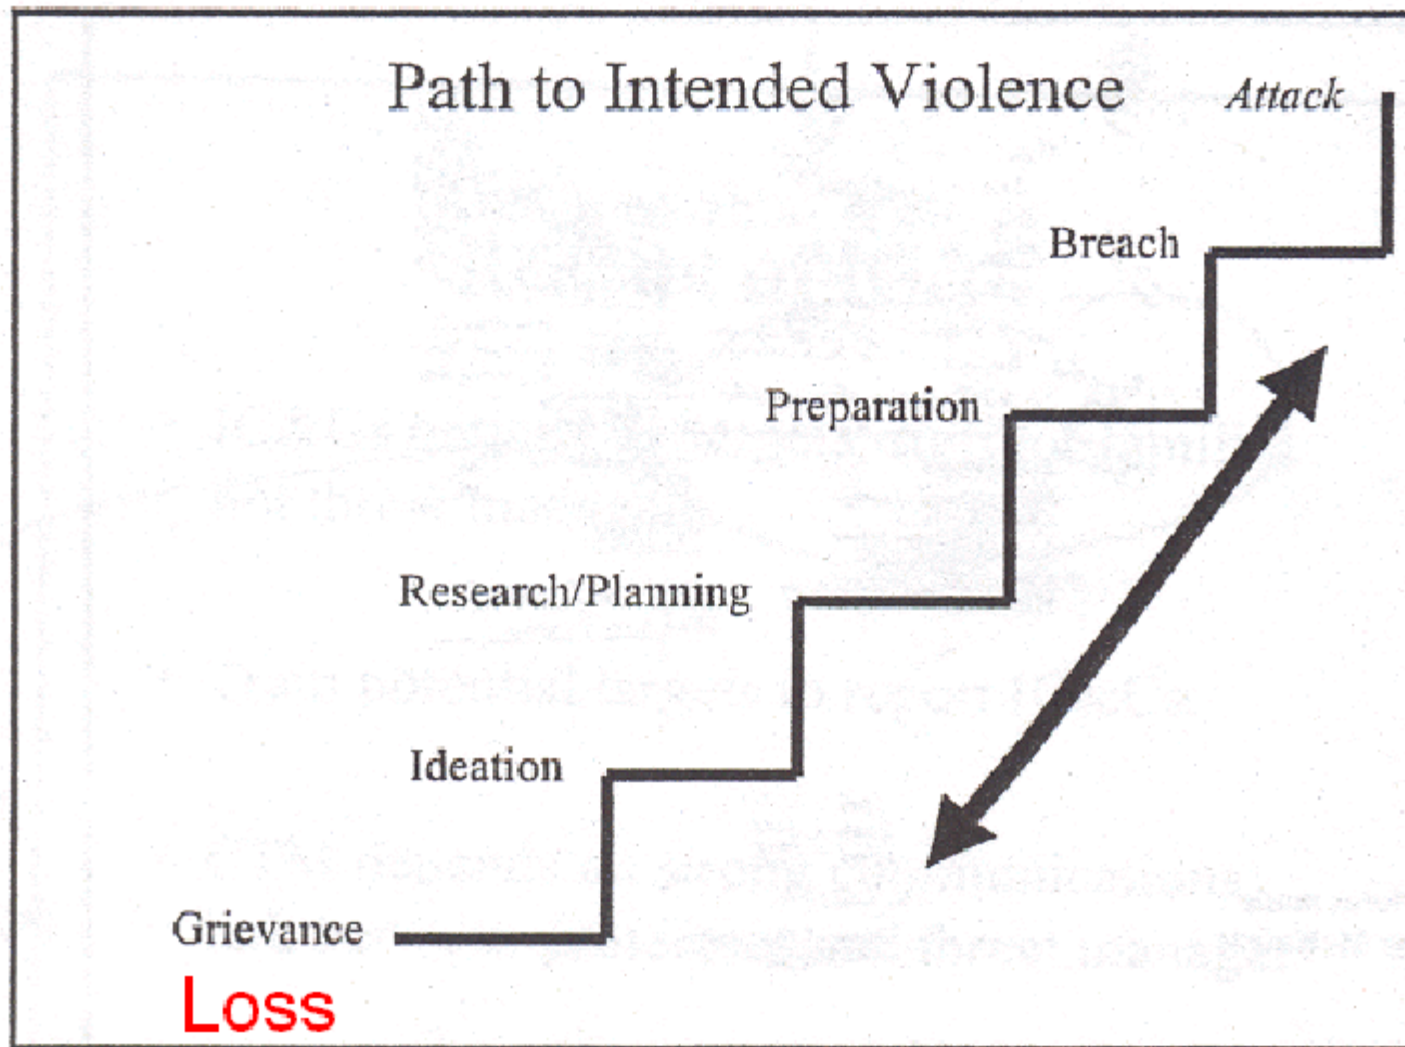 Path to Intended Violence
Attack
Breach
Preparation
Research/Planning
Ideation
Grievance
Loss